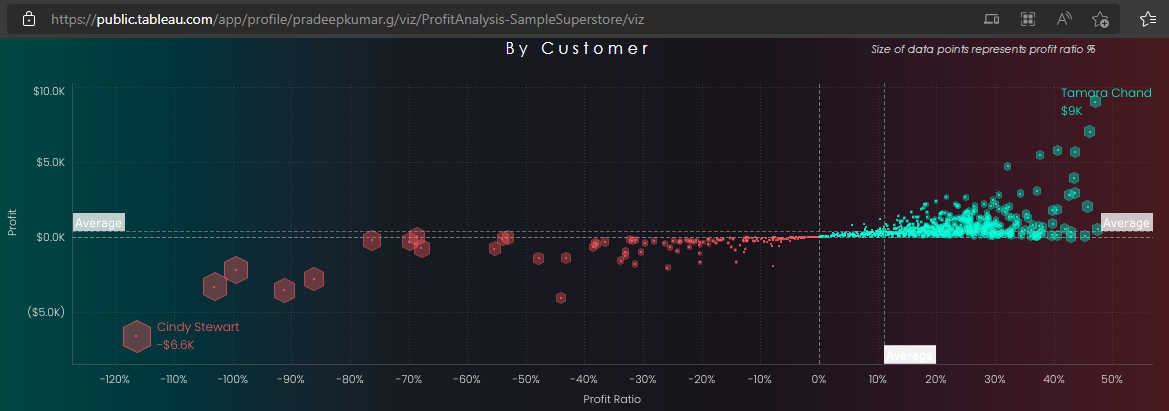 https://public.tableau.com/app/profile/pradeepkumar.g/viz/ProfitAnalysis-SampleSuperstore/viz
By Customer
Size of data points represents profit ratio %
$10.0K
Tamara Chand
$9K
$5.0K
Average
Average
Profit
$0.0K
($5.0K)
Cindy Stewart
-$6.6K
Average
-120% -110% -100% -90% -80% -70% -60% -50% -40% -30% -20% -10% 0% 10% 20% 30% 40% 50%
Profit Ratio